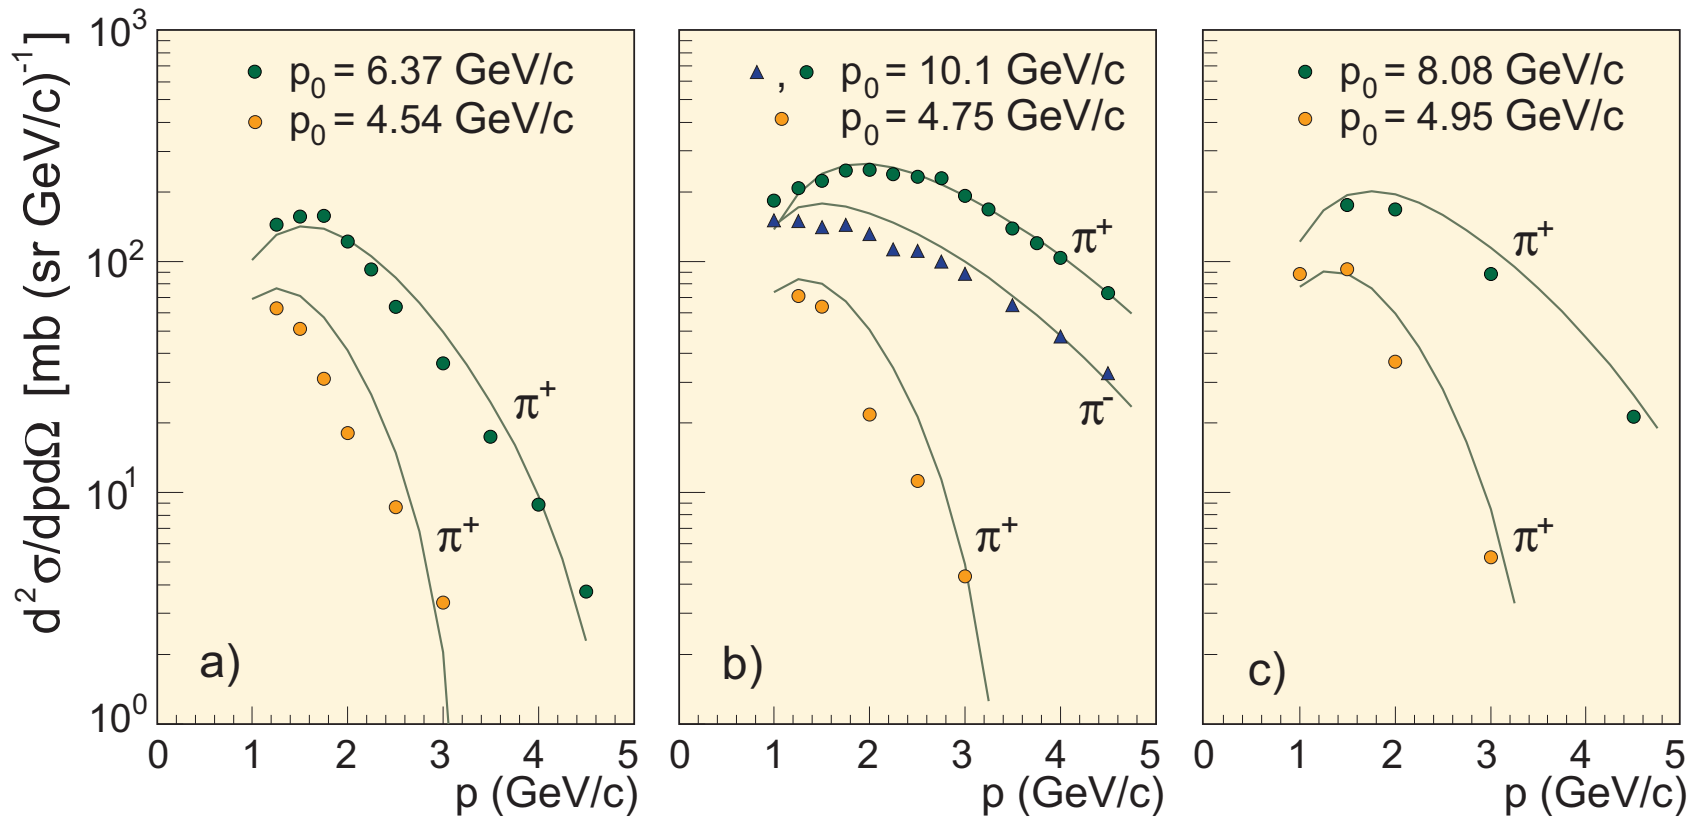 d²σ/dpdΩ [mb (sr GeV/c)⁻¹]
10³
10²
10¹
10⁰
p₀ = 6.37 GeV/c
p₀ = 4.54 GeV/c
π⁺
π⁺
a)
0 1 2 3 4 5
p (GeV/c)
, p₀ = 10.1 GeV/c
p₀ = 4.75 GeV/c
π⁺
π⁻
π⁺
b)
0 1 2 3 4 5
p (GeV/c)
p₀ = 8.08 GeV/c
p₀ = 4.95 GeV/c
π⁺
π⁺
c)
0 1 2 3 4 5
p (GeV/c)